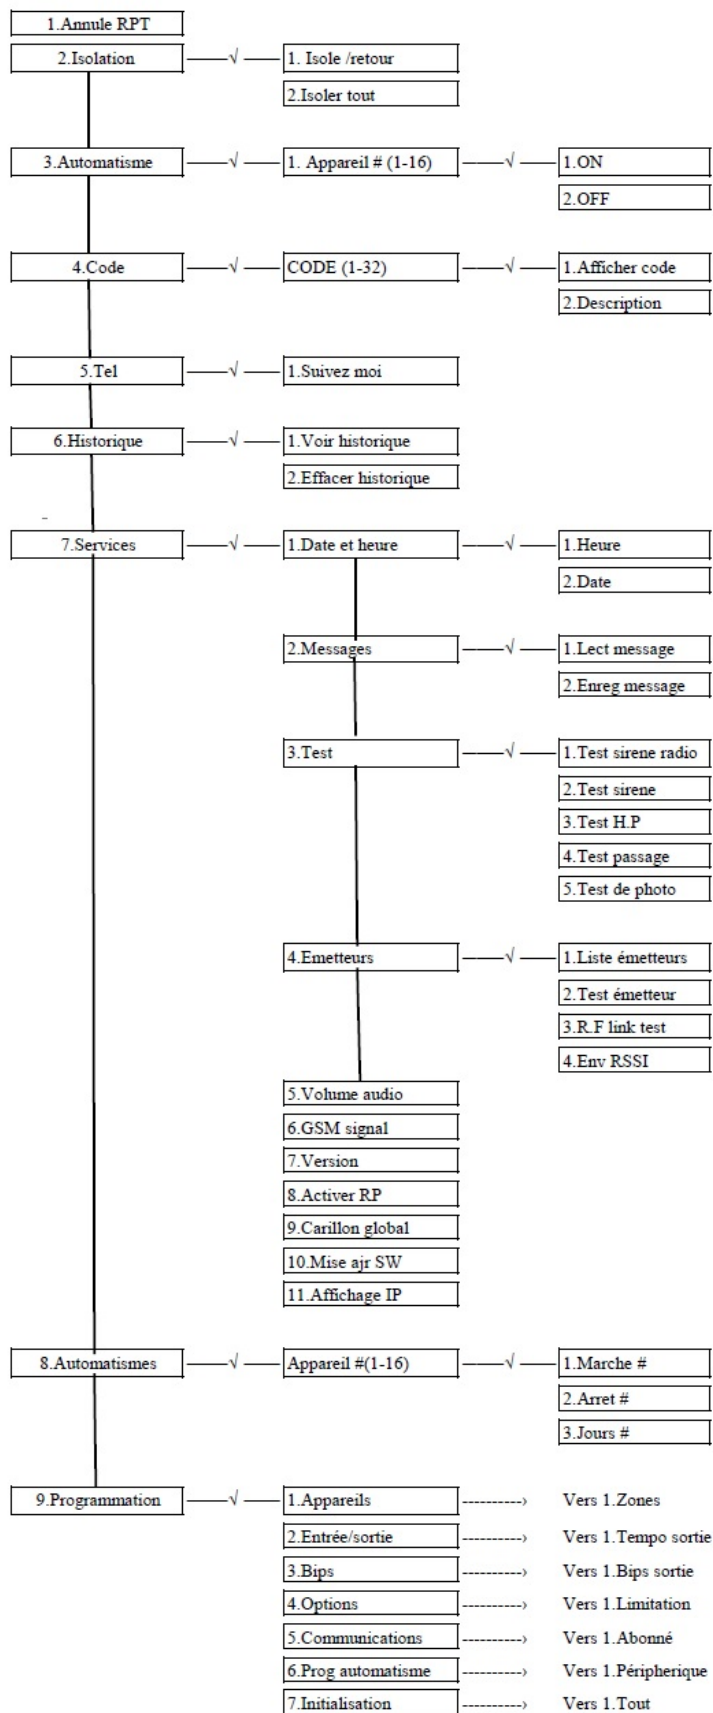 1.Annule RPT
2.Isolation √ 1. Isole /retour
2.Isoler tout
3.Automatisme √ 1. Appareil # (1-16) √ 1.ON
2.OFF
4.Code √ CODE (1-32) √ 1.Afficher code
2.Description
5.Tel √ 1.Suivez moi
6.Historique √ 1.Voir historique
2.Effacer historique
7.Services √ 1.Date et heure √ 1.Heure
2.Date
2.Messages √ 1.Lect message
2.Enreg message
3.Test √ 1.Test sirene radio
2.Test sirene
3.Test H.P
4.Test passage
5.Test de photo
4.Emetteurs √ 1.Liste émetteurs
2.Test émetteur
3.R.F link test
4.Env RSSI
5.Volume audio
6.GSM signal
7.Version
8.Activer RP
9.Carillon global
10.Mise ajr SW
11.Affichage IP
8.Automatismes √ Appareil #(1-16) √ 1.Marche #
2.Arret #
3.Jours #
9.Programmation √ 1.Appareils ----------› Vers 1.Zones
2.Entrée/sortie ----------› Vers 1.Tempo sortie
3.Bips ----------› Vers 1.Bips sortie
4.Options ----------› Vers 1.Limitation
5.Communications ----------› Vers 1.Abonné
6.Prog automatisme ----------› Vers 1.Péripherique
7.Initialisation ----------› Vers 1.Tout